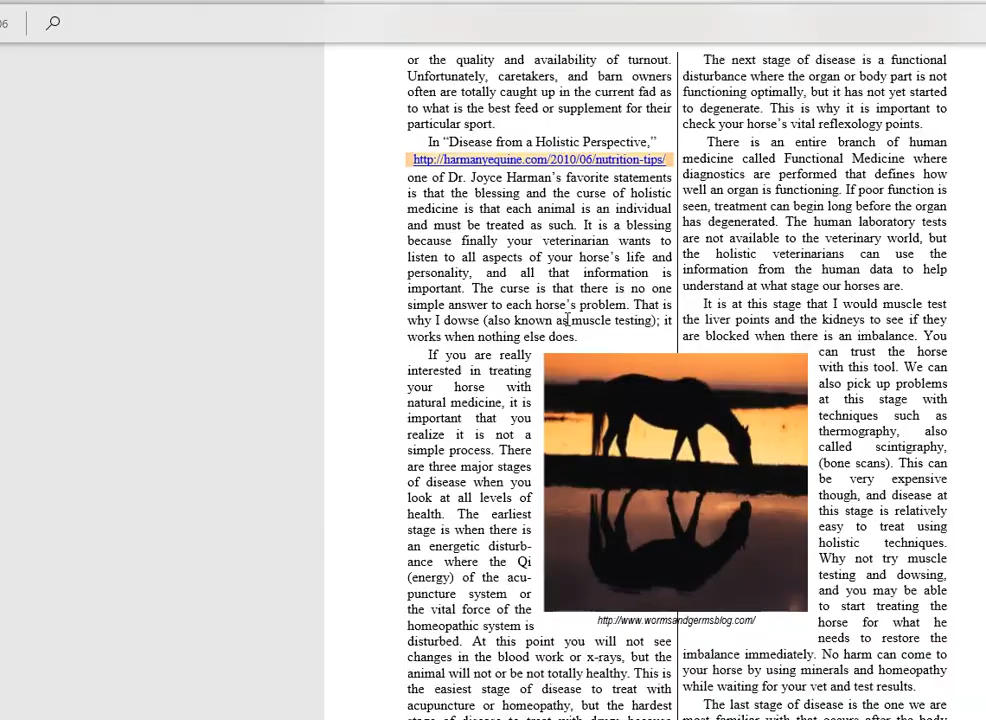 06
or the quality and availability of turnout.
Unfortunately, caretakers, and barn owners
often are totally caught up in the current fad as
to what is the best feed or supplement for their
particular sport.
In “Disease from a Holistic Perspective,”
http://harmanyequine.com/2010/06/nutrition-tips/
one of Dr. Joyce Harman’s favorite statements
is that the blessing and the curse of holistic
medicine is that each animal is an individual
and must be treated as such. It is a blessing
because finally your veterinarian wants to
listen to all aspects of your horse’s life and
personality, and all that information is
important. The curse is that there is no one
simple answer to each horse’s problem. That is
why I dowse (also known as muscle testing); it
works when nothing else does.
If you are really
interested in treating
your horse with
natural medicine, it is
important that you
realize it is not a
simple process. There
are three major stages
of disease when you
look at all levels of
health. The earliest
stage is when there is
an energetic disturb-
ance where the Qi
(energy) of the acu-
puncture system or
the vital force of the
homeopathic system is
disturbed. At this point you will not see
changes in the blood work or x-rays, but the
animal will not or be not totally healthy. This is
the easiest stage of disease to treat with
acupuncture or homeopathy, but the hardest
stage of disease to treat with drugs because
The next stage of disease is a functional
disturbance where the organ or body part is not
functioning optimally, but it has not yet started
to degenerate. This is why it is important to
check your horse’s vital reflexology points.
There is an entire branch of human
medicine called Functional Medicine where
diagnostics are performed that defines how
well an organ is functioning. If poor function is
seen, treatment can begin long before the organ
has degenerated. The human laboratory tests
are not available to the veterinary world, but
the holistic veterinarians can use the
information from the human data to help
understand at what stage our horses are.
It is at this stage that I would muscle test
the liver points and the kidneys to see if they
are blocked when there is an imbalance. You
can trust the horse
with this tool. We can
also pick up problems
at this stage with
techniques such as
thermography, also
called scintigraphy,
(bone scans). This can
be very expensive
though, and disease at
this stage is relatively
easy to treat using
holistic techniques.
Why not try muscle
testing and dowsing,
and you may be able
to start treating the
horse for what he
needs to restore the
imbalance immediately. No harm can come to
your horse by using minerals and homeopathy
while waiting for your vet and test results.
The last stage of disease is the one we are
most familiar with that occurs after the body
http://www.wormsandgermsblog.com/